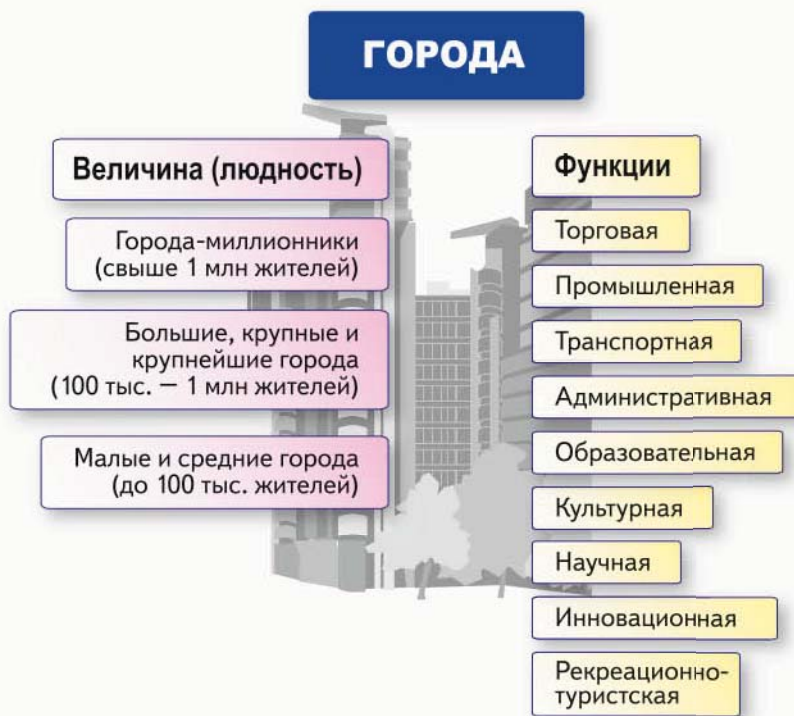 ГОРОДА
Величина (людность)
Города-миллионники
(свыше 1 млн жителей)
Большие, крупные и
крупнейшие города
(100 тыс. — 1 млн жителей)
Малые и средние города
(до 100 тыс. жителей)
Функции
Торговая
Промышленная
Транспортная
Административная
Образовательная
Культурная
Научная
Инновационная
Рекреационно-
туристская